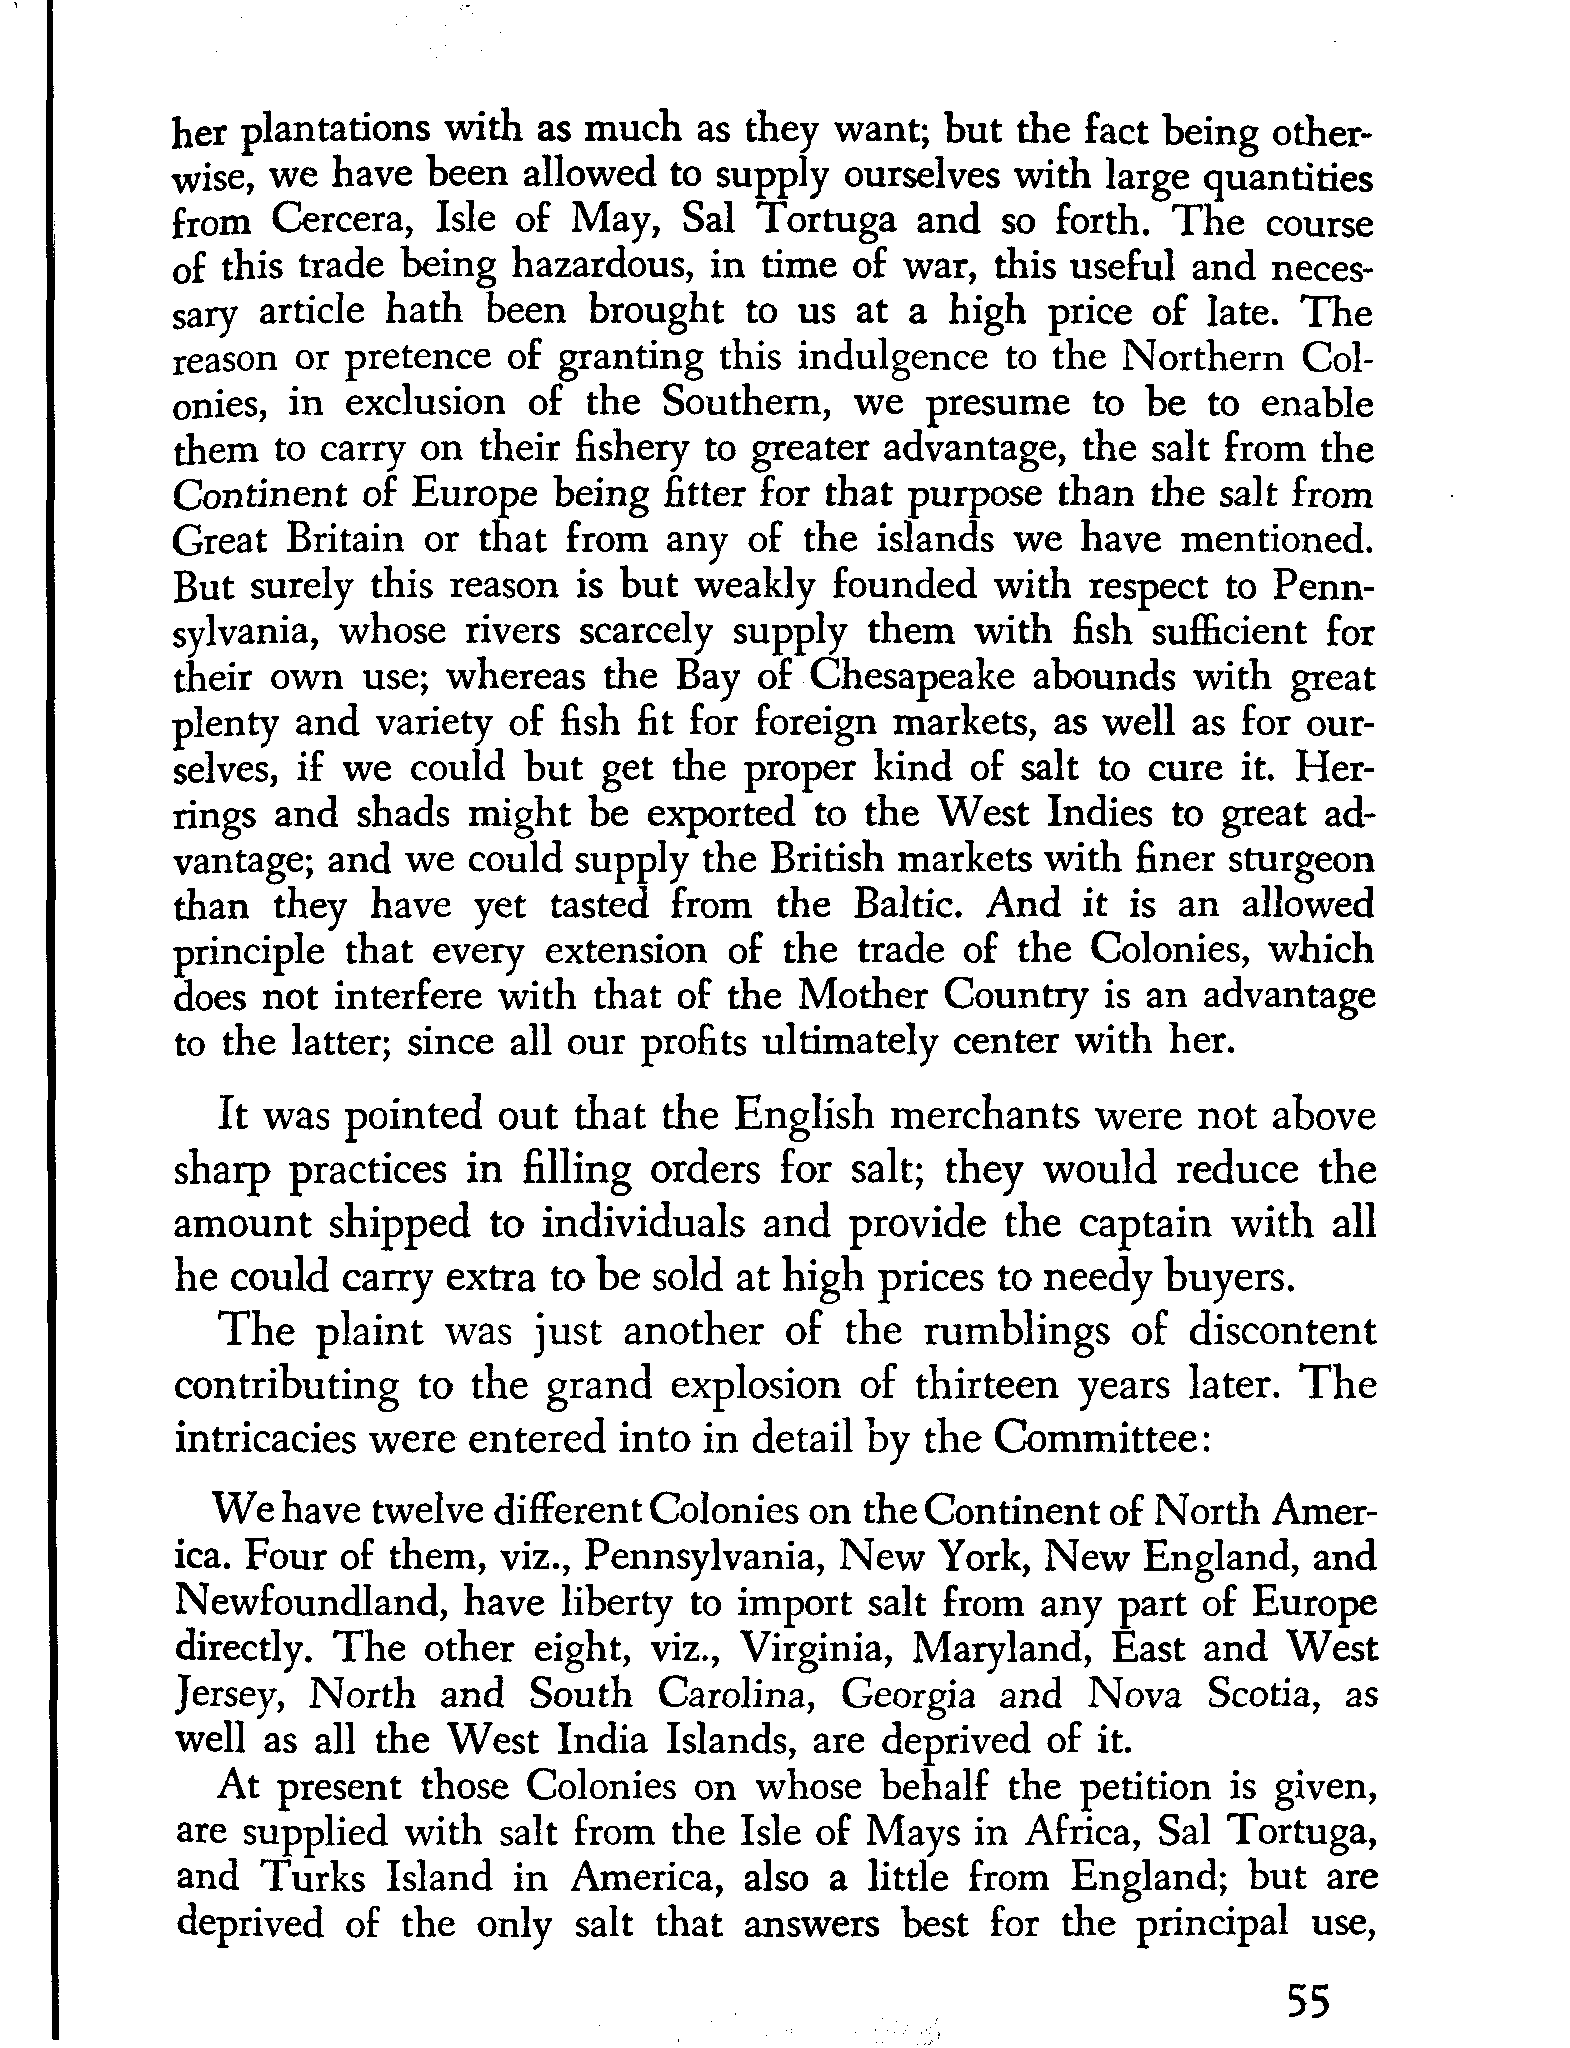 her plantations with as much as they want; but the fact being other-
wise, we have been allowed to supply ourselves with large quantities
from Cercera, Isle of May, Sal Tortuga and so forth. The course
of this trade being hazardous, in time of war, this useful and neces-
sary article hath been brought to us at a high price of late. The
reason or pretence of granting this indulgence to the Northern Col-
onies, in exclusion of the Southern, we presume to be to enable
them to carry on their fishery to greater advantage, the salt from the
Continent of Europe being fitter for that purpose than the salt from
Great Britain or that from any of the islands we have mentioned.
But surely this reason is but weakly founded with respect to Penn-
sylvania, whose rivers scarcely supply them with fish sufficient for
their own use; whereas the Bay of Chesapeake abounds with great
plenty and variety of fish fit for foreign markets, as well as for our-
selves, if we could but get the proper kind of salt to cure it. Her-
rings and shads might be exported to the West Indies to great ad-
vantage; and we could supply the British markets with finer sturgeon
than they have yet tasted from the Baltic. And it is an allowed
principle that every extension of the trade of the Colonies, which
does not interfere with that of the Mother Country is an advantage
to the latter; since all our profits ultimately center with her.
It was pointed out that the English merchants were not above
sharp practices in filling orders for salt; they would reduce the
amount shipped to individuals and provide the captain with all
he could carry extra to be sold at high prices to needy buyers.
The plaint was just another of the rumblings of discontent
contributing to the grand explosion of thirteen years later. The
intricacies were entered into in detail by the Committee:
We have twelve different Colonies on the Continent of North Amer-
ica. Four of them, viz., Pennsylvania, New York, New England, and
Newfoundland, have liberty to import salt from any part of Europe
directly. The other eight, viz., Virginia, Maryland, East and West
Jersey, North and South Carolina, Georgia and Nova Scotia, as
well as all the West India Islands, are deprived of it.
At present those Colonies on whose behalf the petition is given,
are supplied with salt from the Isle of Mays in Africa, Sal Tortuga,
and Turks Island in America, also a little from England; but are
deprived of the only salt that answers best for the principal use,
55